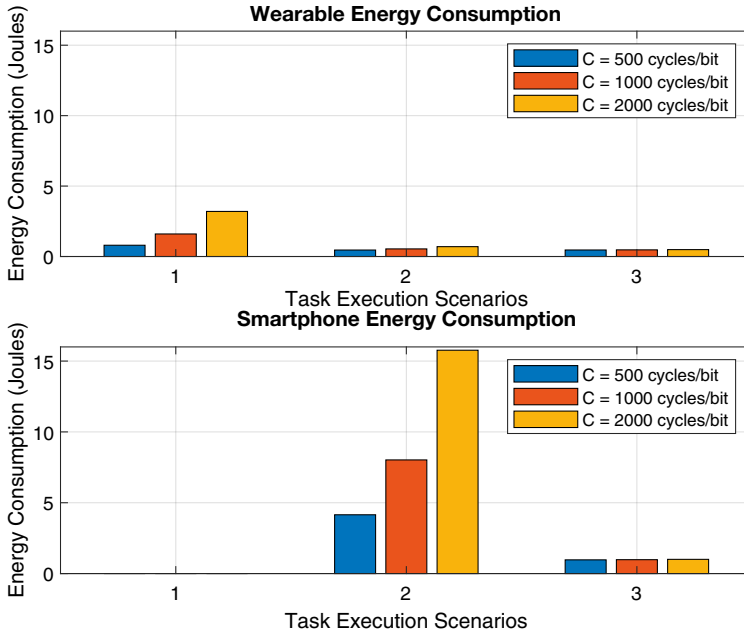 Wearable Energy Consumption
Energy Consumption (Joules)
15
10
5
0
C = 500 cycles/bit
C = 1000 cycles/bit
C = 2000 cycles/bit
1 2 3
Task Execution Scenarios
Smartphone Energy Consumption
Energy Consumption (Joules)
15
10
5
0
C = 500 cycles/bit
C = 1000 cycles/bit
C = 2000 cycles/bit
1 2 3
Task Execution Scenarios